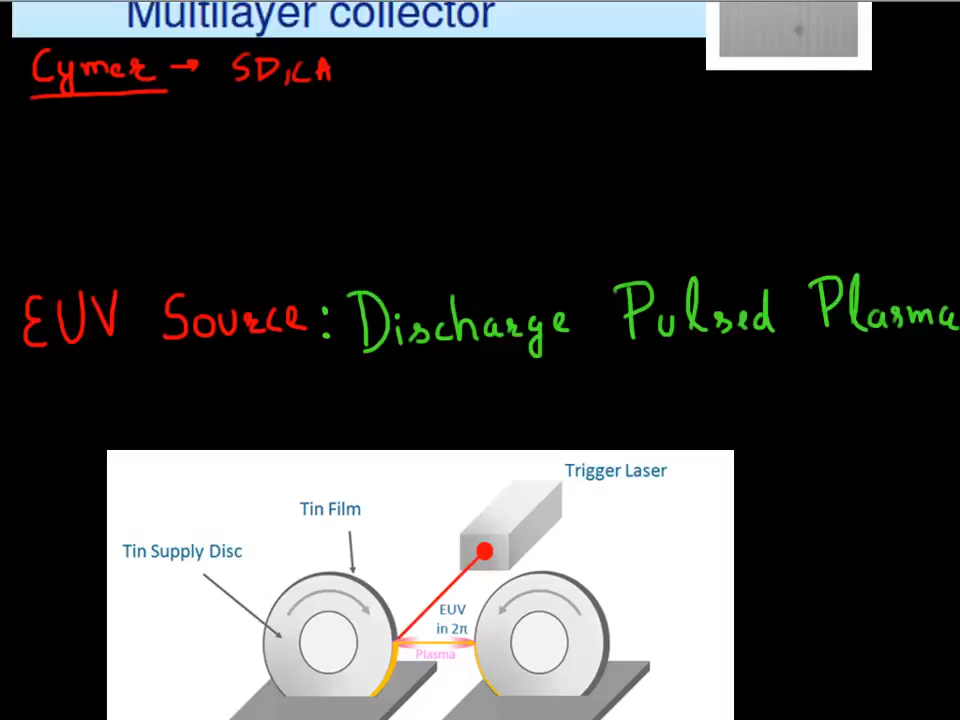 Multilayer collector
Cymer → SD, CA
EUV Source: Discharge Pulsed Plasma
Trigger Laser
Tin Film
Tin Supply Disc
EUV
in 2π
Plasma